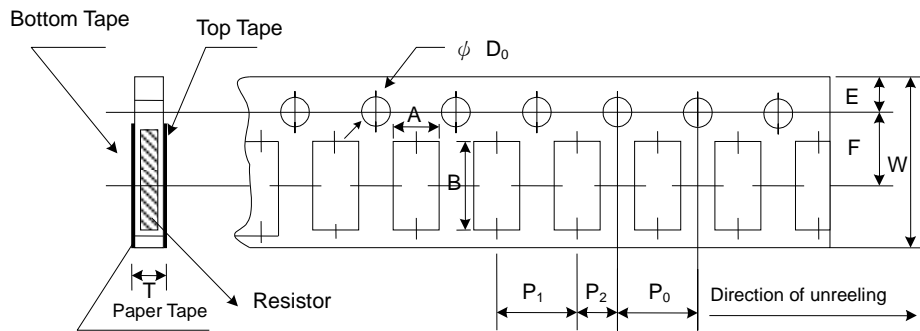 Bottom Tape
Top Tape
ϕ D₀
A
B
E
F
W
T
Paper Tape
Resistor
P₁
P₂
P₀
Direction of unreeling